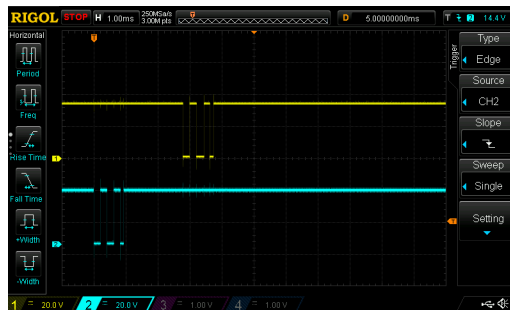 RIGOL STOP H 1.00ms 250MSa/s 3.00M pts D 5.00000000ms T 2 14.4 V
Horizontal
Period
Freq
Rise Time
Fall Time
+Width
-Width
T
1
2
T
Trigger
Type
Edge
Source
CH2
Slope
Sweep
Single
Setting
1 = 20.0 V 2 = 20.0 V 3 = 1.00 V 4 = 1.00 V